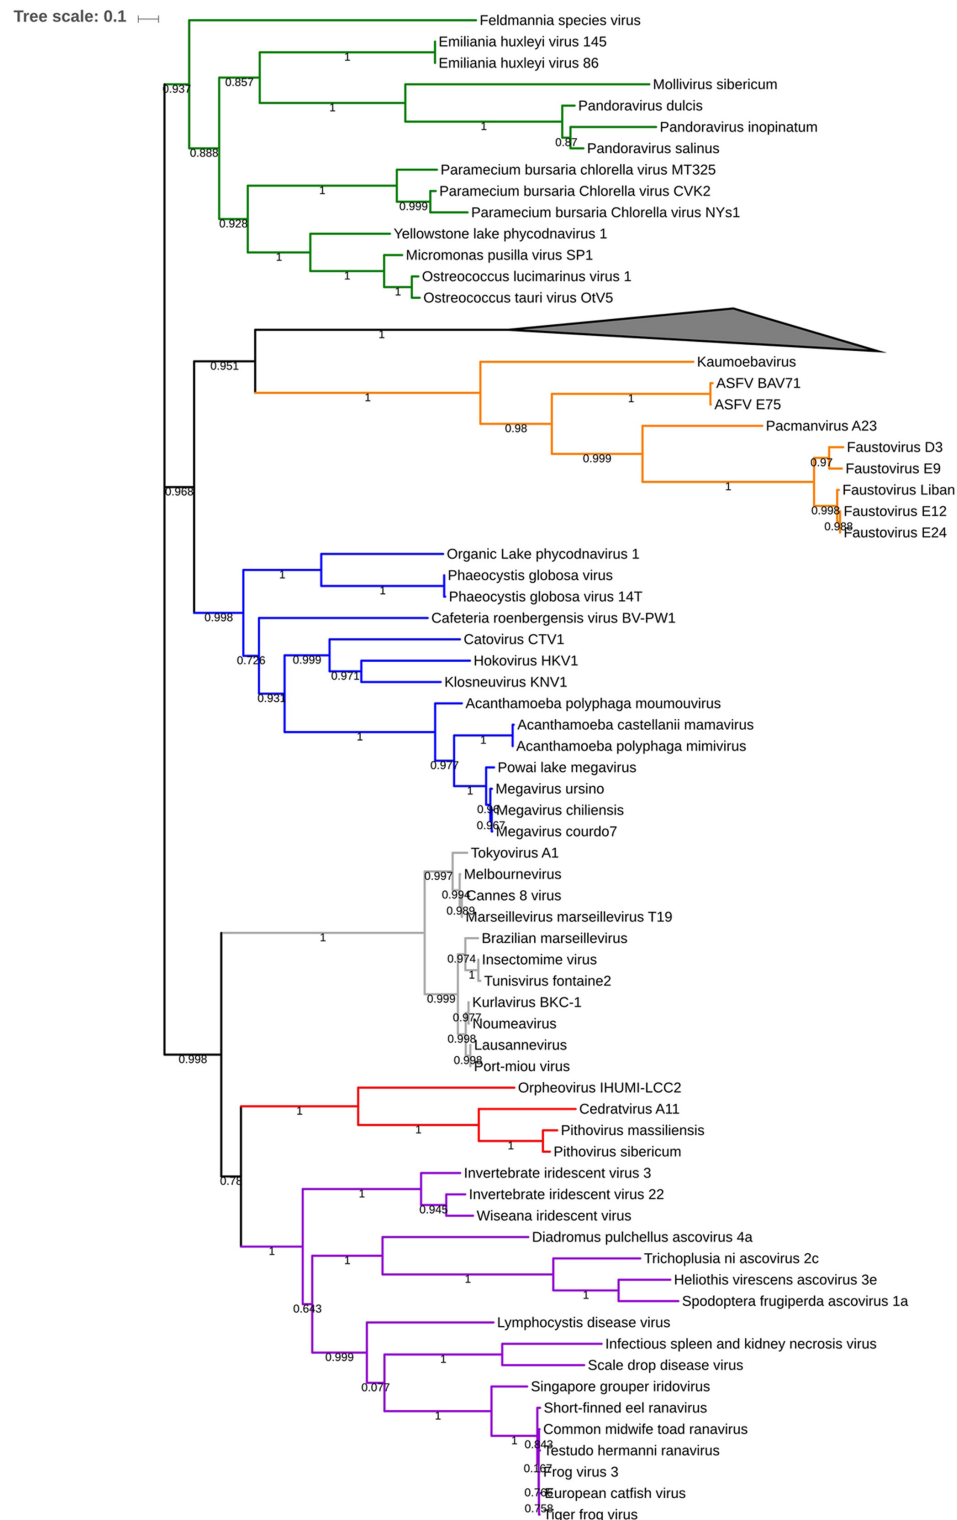 Tree scale: 0.1
Feldmannia species virus
Emiliania huxleyi virus 145
1
Emiliania huxleyi virus 86
0.857
0.937
Mollivirus sibericum
1
Pandoravirus dulcis
1
Pandoravirus inopinatum
0.87
Pandoravirus salinus
0.888
Paramecium bursaria chlorella virus MT325
1
Paramecium bursaria Chlorella virus CVK2
0.999
Paramecium bursaria Chlorella virus NYs1
0.928
Yellowstone lake phycodnavirus 1
1
Micromonas pusilla virus SP1
1
Ostreococcus lucimarinus virus 1
1
Ostreococcus tauri virus OtV5
1
0.951
Kaumoebavirus
1
ASFV BAV71
1
ASFV E75
0.98
Pacmanvirus A23
0.999
Faustovirus D3
0.97
Faustovirus E9
1
0.968
Faustovirus Liban
0.998
Faustovirus E12
0.988
Faustovirus E24
Organic Lake phycodnavirus 1
1
Phaeocystis globosa virus
1
Phaeocystis globosa virus 14T
0.998
Cafeteria roenbergensis virus BV-PW1
0.726
Catovirus CTV1
0.999
Hokovirus HKV1
0.971
Klosneuvirus KNV1
0.931
Acanthamoeba polyphaga moumouvirus
1
Acanthamoeba castellanii mamavirus
1
Acanthamoeba polyphaga mimivirus
0.977
Powai lake megavirus
1
Megavirus ursino
Megavirus chiliensis
0.967
Megavirus courdo7
Tokyovirus A1
0.997
Melbournevirus
0.994
Cannes 8 virus
0.989
Marseillevirus marseillevirus T19
1
Brazilian marseillevirus
0.974
Insectomime virus
1
Tunisvirus fontaine2
0.999
Kurlavirus BKC-1
0.977
Noumeavirus
0.998
Lausannevirus
0.998
0.998
Port-miou virus
Orpheovirus IHUMI-LCC2
1
Cedratvirus A11
1
Pithovirus massiliensis
1
Pithovirus sibericum
0.78
Invertebrate iridescent virus 3
1
Invertebrate iridescent virus 22
0.945
Wiseana iridescent virus
1
Diadromus pulchellus ascovirus 4a
1
Trichoplusia ni ascovirus 2c
1
Heliothis virescens ascovirus 3e
1
Spodoptera frugiperda ascovirus 1a
0.643
Lymphocystis disease virus
0.999
Infectious spleen and kidney necrosis virus
1
Scale drop disease virus
0.077
Singapore grouper iridovirus
1
Short-finned eel ranavirus
Common midwife toad ranavirus
1
0.843
Testudo hermanni ranavirus
0.167
Frog virus 3
European catfish virus
0.758
Tiger frog virus